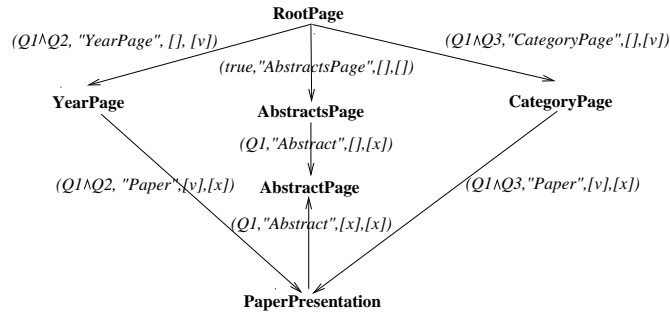 RootPage
(Q1∧Q2, "YearPage", [], [v])
(Q1∧Q3,"CategoryPage",[],[v])
(true,"AbstractsPage",[],[])
YearPage
AbstractsPage
CategoryPage
(Q1,"Abstract",[],[x])
(Q1∧Q2, "Paper",[v],[x])
AbstractPage
(Q1∧Q3,"Paper",[v],[x])
(Q1,"Abstract",[x],[x])
PaperPresentation